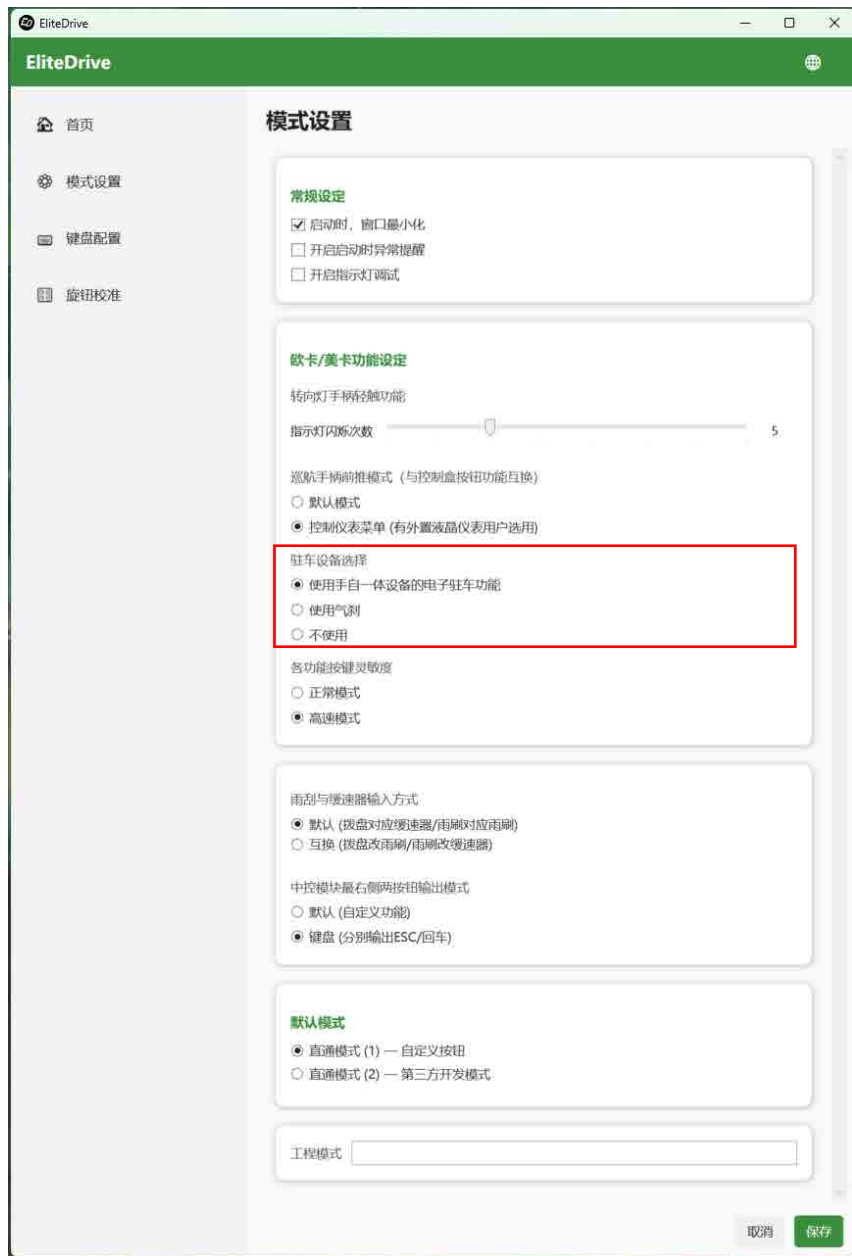 EliteDrive
EliteDrive
首页
模式设置
键盘配置
旋钮校准
模式设置
常规设定
启动时，窗口最小化
开启启动时异常提醒
开启指示灯调试
欧卡/美卡功能设定
转向灯手柄轻触功能
指示灯闪烁次数 5
巡航手柄前推模式（与控制盒按钮功能互换）
默认模式
控制仪表菜单 (有外置液晶仪表用户选用)
驻车设备选择
使用手自一体设备的电子驻车功能
使用气刹
不使用
各功能按键灵敏度
正常模式
高速模式
雨刮与缓速器输入方式
默认 (拨盘对应缓速器/雨刷对应雨刷)
互换 (拨盘改雨刷/雨刷改缓速器)
中控模块最右侧两按钮输出模式
默认 (自定义功能)
键盘 (分别输出ESC/回车)
默认模式
直通模式 (1) — 自定义按钮
直通模式 (2) — 第三方开发模式
工程模式
取消 保存